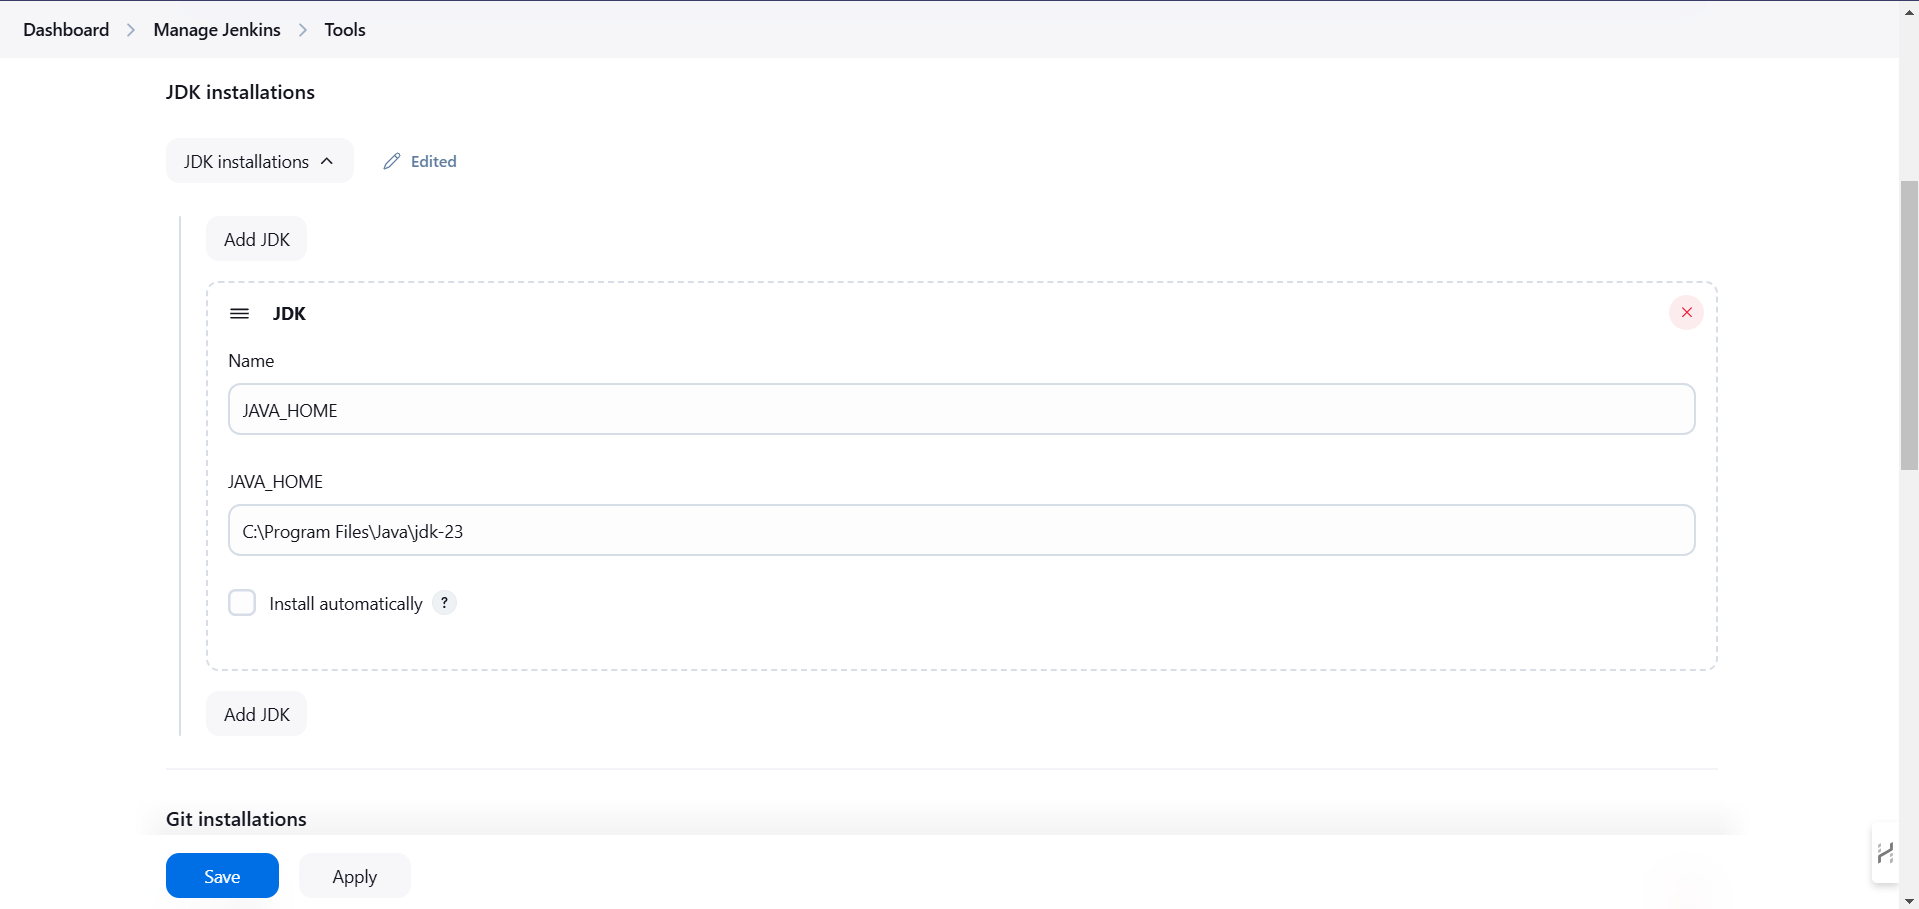 Dashboard > Manage Jenkins > Tools
JDK installations
JDK installations Edited
Add JDK
JDK
Name
JAVA_HOME
JAVA_HOME
C:\Program Files\Java\jdk-23
Install automatically ?
Add JDK
Git installations
Save Apply